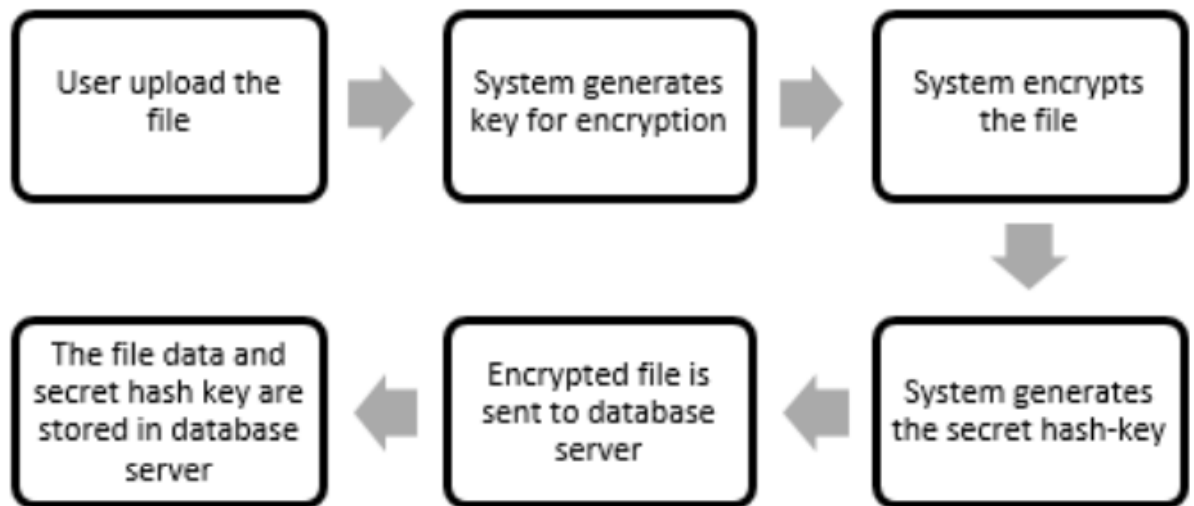 User upload the
file
System generates
key for encryption
System encrypts
the file
System generates
the secret hash-key
Encrypted file is
sent to database
server
The file data and
secret hash key are
stored in database
server